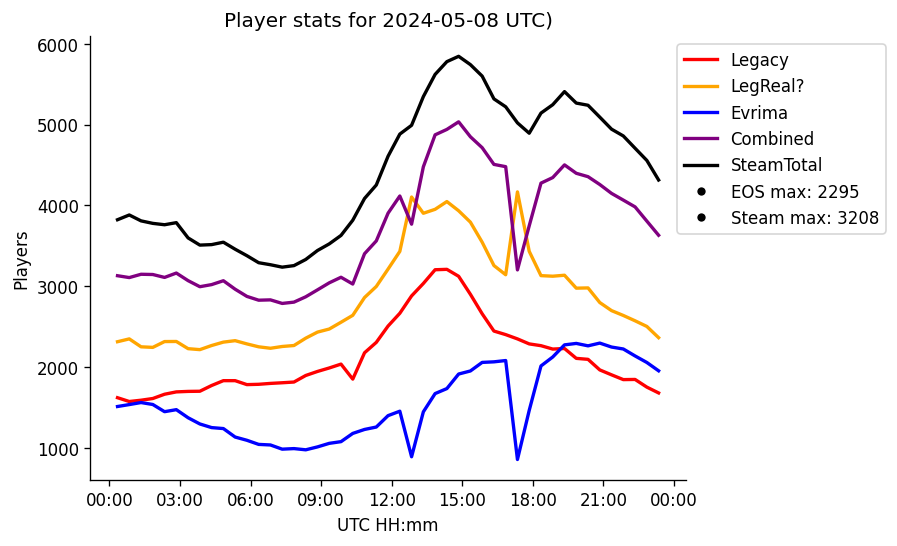 Player stats for 2024-05-08 UTC)
Players
6000
5000
4000
3000
2000
1000
00:00 03:00 06:00 09:00 12:00 15:00 18:00 21:00 00:00
UTC HH:mm
Legacy
LegReal?
Evrima
Combined
SteamTotal
EOS max: 2295
Steam max: 3208